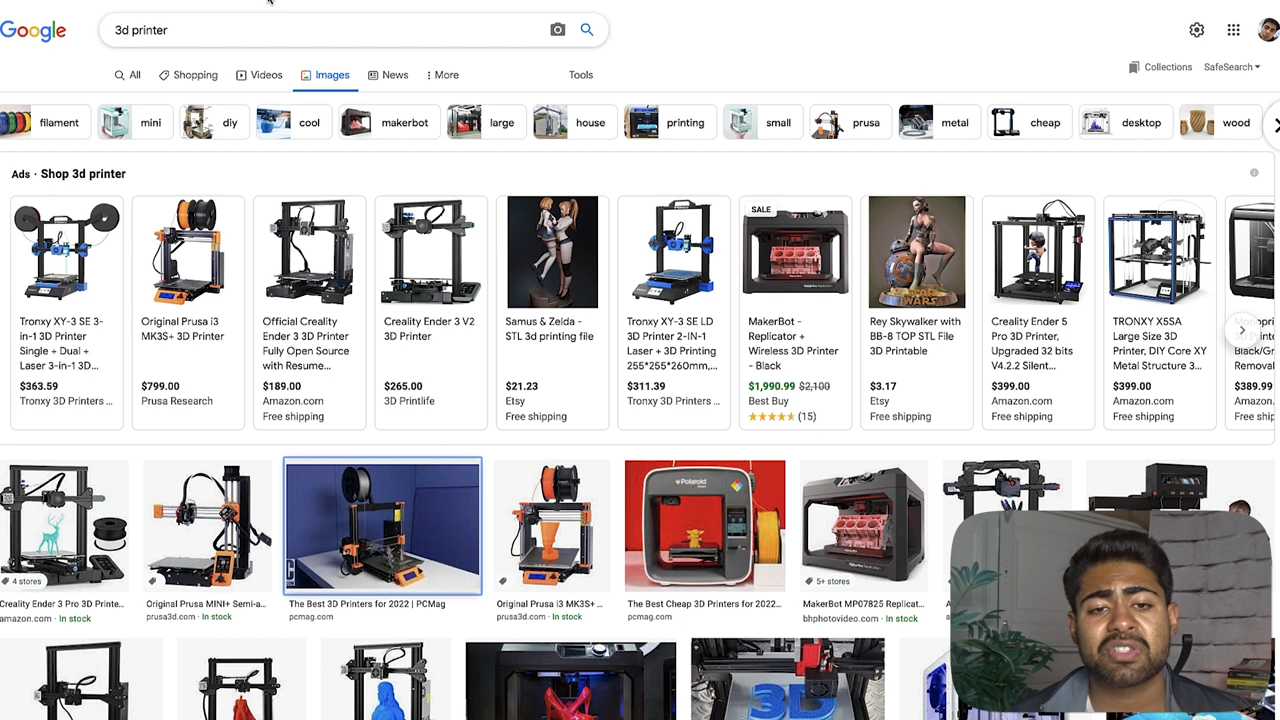 Google
3d printer
All
Shopping
Videos
Images
News
More
Tools
Collections
SafeSearch
filament
mini
diy
cool
makerbot
large
house
printing
small
prusa
metal
cheap
desktop
wood
Ads · Shop 3d printer
Tronxy XY-3 SE 3-
in-1 3D Printer
Single + Dual +
Laser 3-in-1 3D...
$363.59
Tronxy 3D Printers ...
Original Prusa i3
MK3S+ 3D Printer
$799.00
Prusa Research
Official Creality
Ender 3 3D Printer
Fully Open Source
with Resume...
$189.00
Amazon.com
Free shipping
Creality Ender 3 V2
3D Printer
$265.00
3D Printlife
Samus & Zelda -
STL 3d printing file
$21.23
Etsy
Free shipping
Tronxy XY-3 SE LD
3D Printer 2-IN-1
Laser + 3D Printing
255*255*260mm,...
$311.39
Tronxy 3D Printers ...
SALE
MakerBot -
Replicator +
Wireless 3D Printer
- Black
$1,990.99 $2,100
Best Buy
(15)
STAR
WARS
Rey Skywalker with
BB-8 TOP STL File
3D Printable
$3.17
Etsy
Free shipping
Creality Ender 5
Pro 3D Printer,
Upgraded 32 bits
V4.2.2 Silent...
$399.00
Amazon.com
Free shipping
TRONXY X5SA
Large Size 3D
Printer, DIY Core XY
Metal Structure 3...
$399.00
Amazon.com
Free shipping
Black/Gr
Removal
$389.99
Amazon.
Free ship
4 stores
Creality Ender 3 Pro 3D Printe...
amazon.com · In stock
Original Prusa MINI+ Semi-a...
prusa3d.com · In stock
The Best 3D Printers for 2022 | PCMag
pcmag.com
Original Prusa i3 MK3S+ ...
prusa3d.com · In stock
Polaroid
The Best Cheap 3D Printers for 2022...
pcmag.com
5+ stores
MakerBot MP07825 Replicat...
bhphotovideo.com · In stock
3D